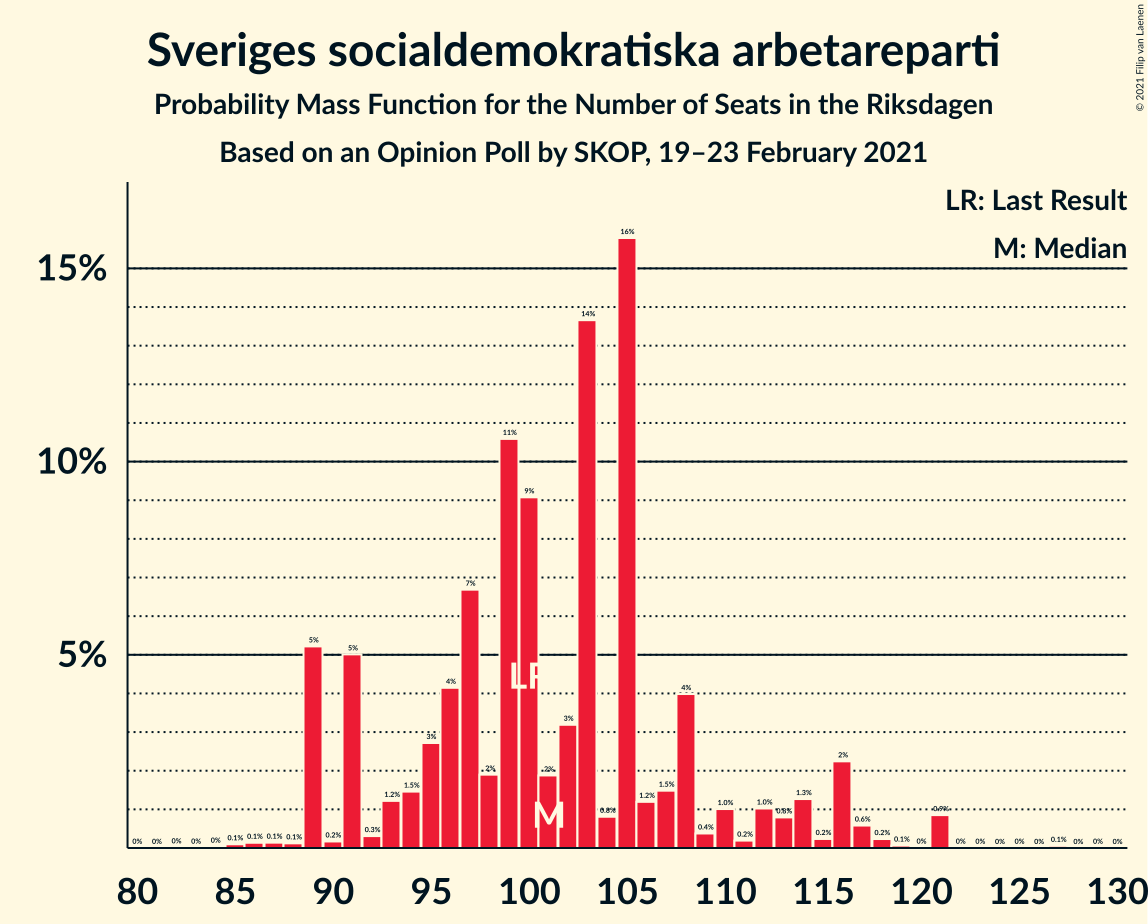 Sveriges socialdemokratiska arbetareparti
Probability Mass Function for the Number of Seats in the Riksdagen
Based on an Opinion Poll by SKOP, 19–23 February 2021
© 2021 Filip van Laenen
LR: Last Result
M: Median
15%
10%
5%
0% 0% 0% 0% 0% 0.1% 0.1% 0.1% 0.1% 5% 0.2% 5% 0.3% 1.2% 1.5% 3% 4% 7% 2% 11% 9% 2% 3% 14% 0.8% 16% 1.2% 1.5% 4% 0.4% 1.0% 0.2% 1.0% 0.8% 1.3% 0.2% 2% 0.6% 0.2% 0.1% 0% 0.9% 0% 0% 0% 0% 0% 0.1% 0% 0% 0%
LR
M
80 85 90 95 100 105 110 115 120 125 130